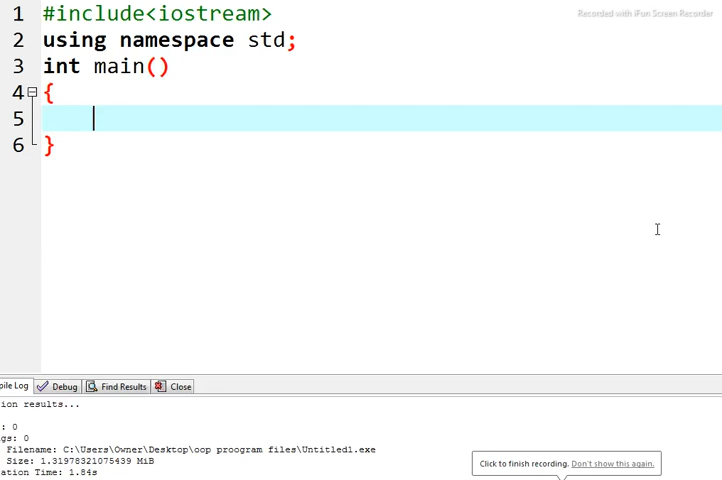 Recorded with iFun Screen Recorder
1 #include<iostream>
2 using namespace std;
3 int main()
4 {
5
6 }
pile Log Debug Find Results Close
ion results...
: 0
gs: 0
Filename: C:\Users\Owner\Desktop\oop proogram files\Untitled1.exe
Size: 1.31978321075439 MiB
ation Time: 1.84s
Click to finish recording. Don't show this again.